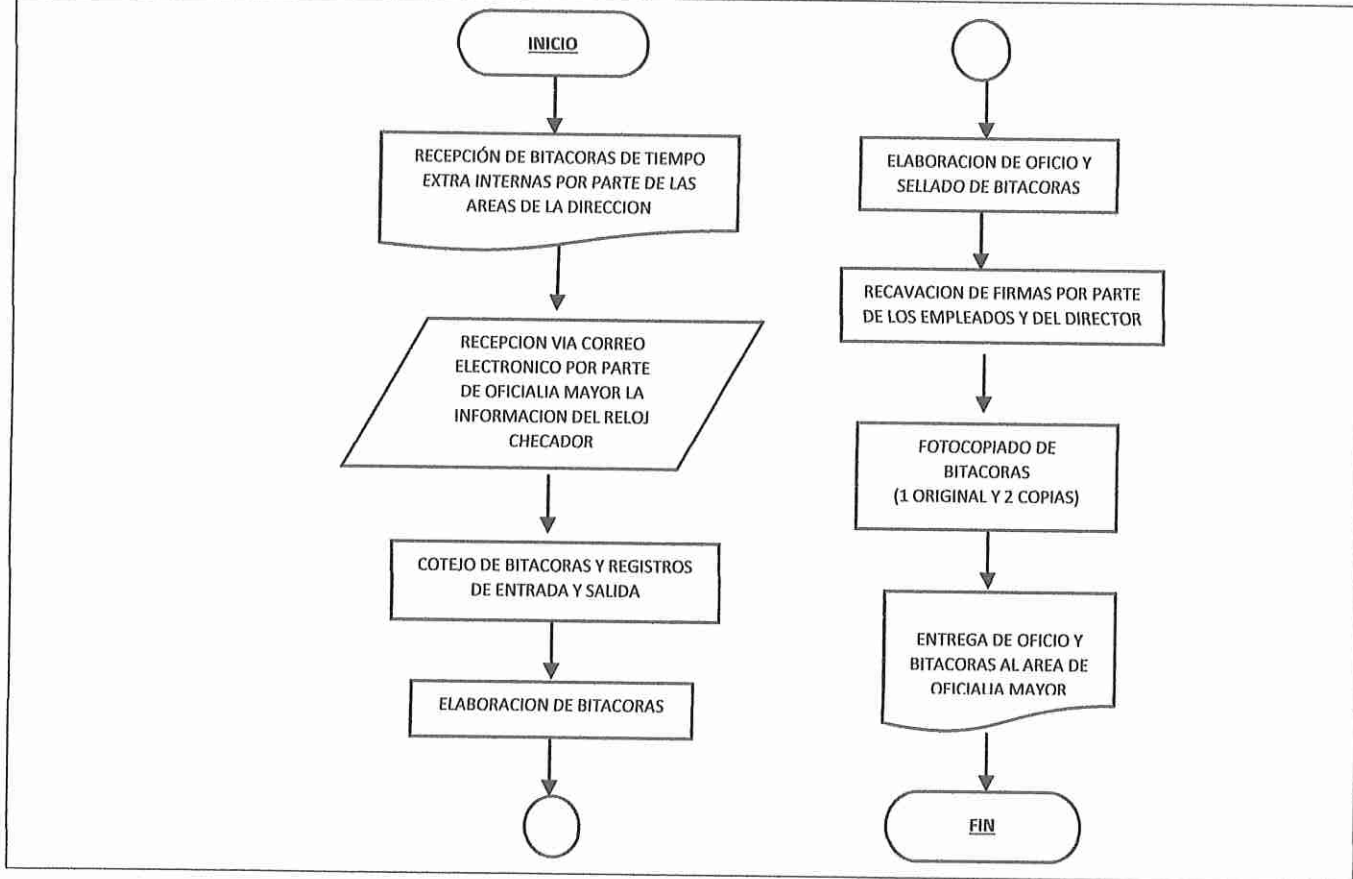 INICIO
RECEPCIÓN DE BITACORAS DE TIEMPO
EXTRA INTERNAS POR PARTE DE LAS
AREAS DE LA DIRECCION
RECEPCION VIA CORREO
ELECTRONICO POR PARTE
DE OFICIALIA MAYOR LA
INFORMACION DEL RELOJ
CHECADOR
COTEJO DE BITACORAS Y REGISTROS
DE ENTRADA Y SALIDA
ELABORACION DE BITACORAS
ELABORACION DE OFICIO Y
SELLADO DE BITACORAS
RECAVACION DE FIRMAS POR PARTE
DE LOS EMPLEADOS Y DEL DIRECTOR
FOTOCOPIADO DE
BITACORAS
(1 ORIGINAL Y 2 COPIAS)
ENTREGA DE OFICIO Y
BITACORAS AL AREA DE
OFICIALIA MAYOR
FIN